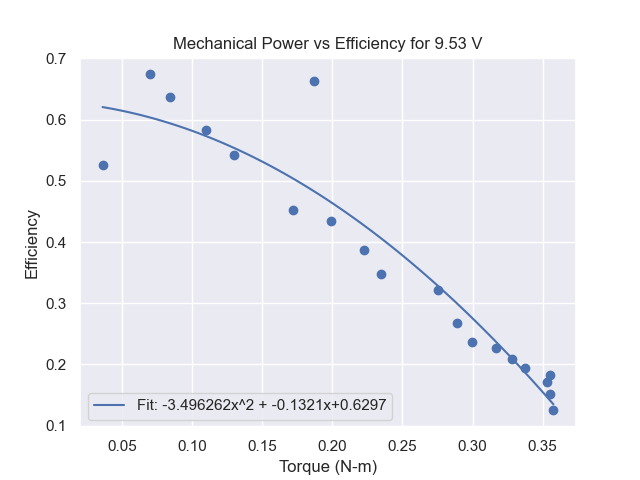 Mechanical Power vs Efficiency for 9.53 V
0.7
0.6
0.5
0.4
0.3
0.2
0.1
Efficiency
Fit: -3.496262x^2 + -0.1321x+0.6297
0.05 0.10 0.15 0.20 0.25 0.30 0.35
Torque (N-m)